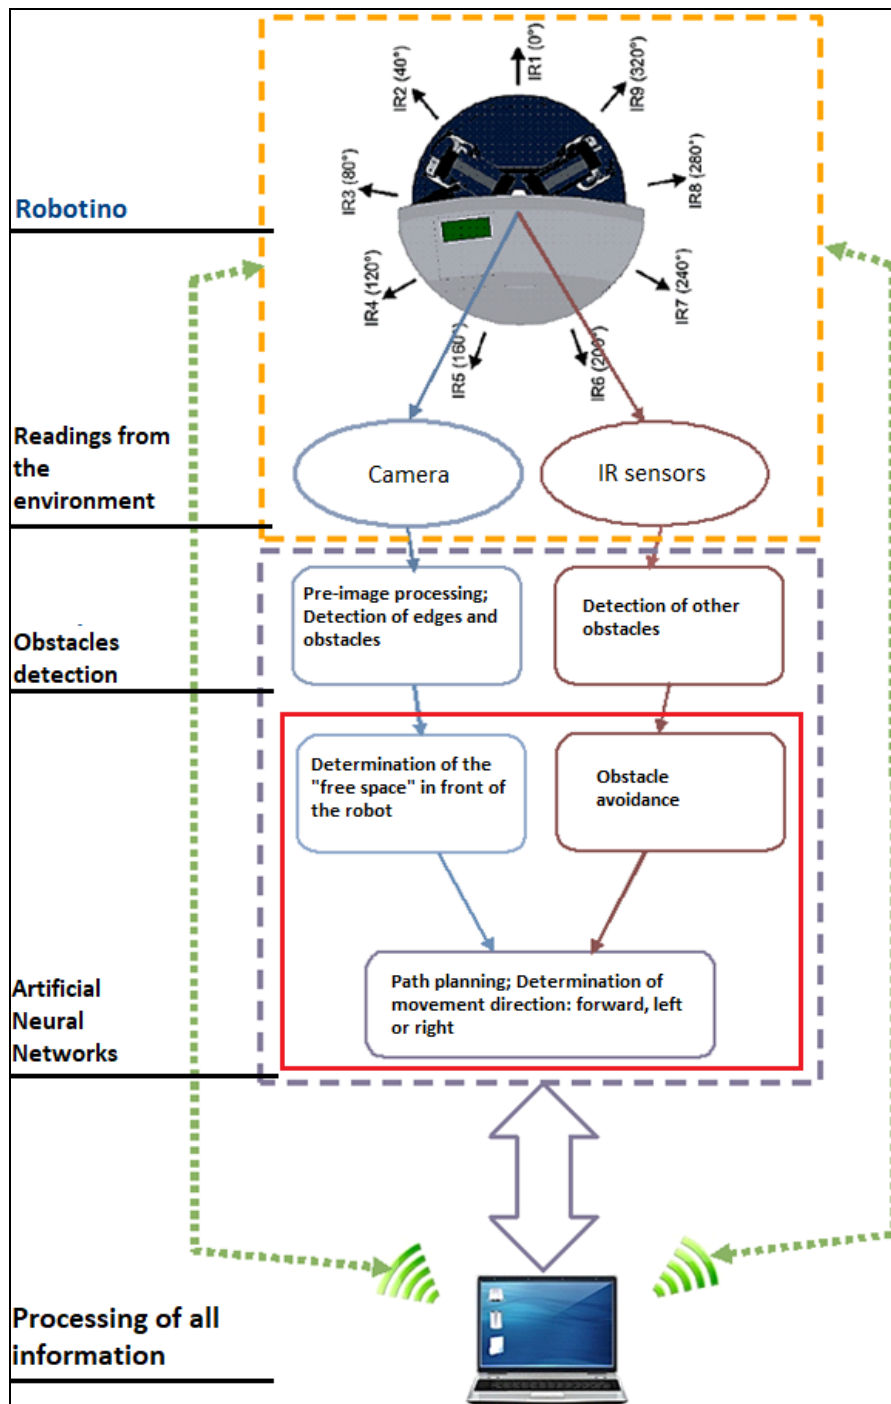 IR1 (0°)
IR2 (40°)
IR9 (320°)
IR3 (80°)
IR8 (280°)
Robotino
IR4 (120°)
IR7 (240°)
IR5 (160°)
IR6 (200°)
Readings from
the
environment
Camera
IR sensors
Obstacles
detection
Pre-image processing;
Detection of edges and
obstacles
Detection of other
obstacles
Determination of the
"free space" in front of
the robot
Obstacle
avoidance
Artificial
Neural
Networks
Path planning; Determination of
movement direction: forward, left
or right
Processing of all
information